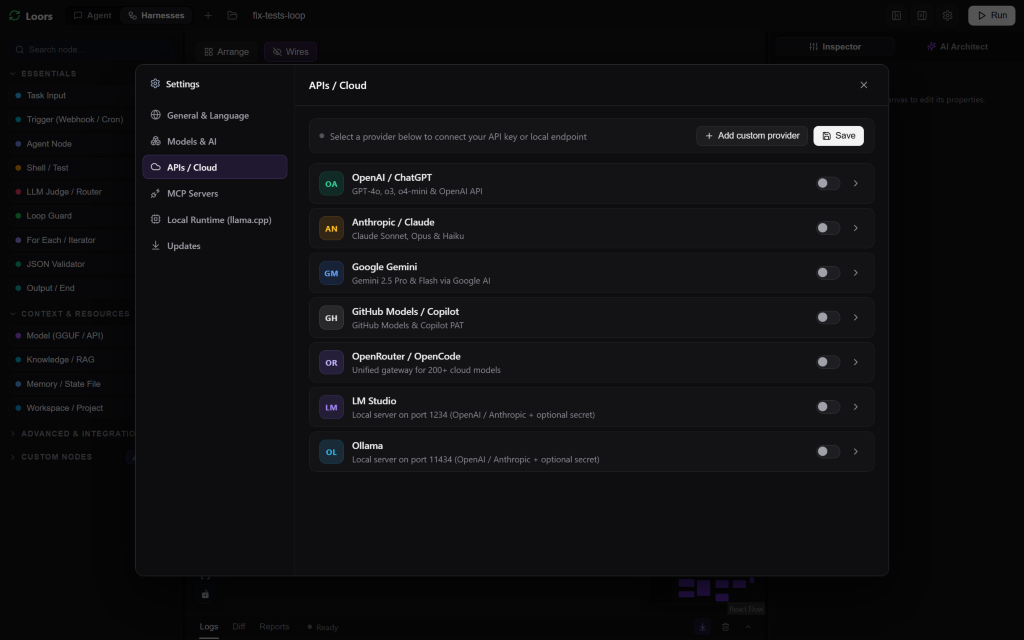 Loors
Agent
Harnesses
fix-tests-loop
Run
Search node...
Arrange
Wires
Inspector
AI Architect
ESSENTIALS
Task Input
Trigger (Webhook / Cron)
Agent Node
Shell / Test
LLM Judge / Router
Loop Guard
For Each / Iterator
JSON Validator
Output / End
CONTEXT & RESOURCES
Model (GGUF / API)
Knowledge / RAG
Memory / State File
Workspace / Project
ADVANCED & INTEGRATIO
CUSTOM NODES
Settings
General & Language
Models & AI
APIs / Cloud
MCP Servers
Local Runtime (llama.cpp)
Updates
APIs / Cloud
Select a provider below to connect your API key or local endpoint
Add custom provider
Save
OA
OpenAI / ChatGPT
GPT-4o, o3, o4-mini & OpenAI API
AN
Anthropic / Claude
Claude Sonnet, Opus & Haiku
GM
Google Gemini
Gemini 2.5 Pro & Flash via Google AI
GH
GitHub Models / Copilot
GitHub Models & Copilot PAT
OR
OpenRouter / OpenCode
Unified gateway for 200+ cloud models
LM
LM Studio
Local server on port 1234 (OpenAI / Anthropic + optional secret)
OL
Ollama
Local server on port 11434 (OpenAI / Anthropic + optional secret)
to edit its properties.
React Flow
Logs
Diff
Reports
Ready